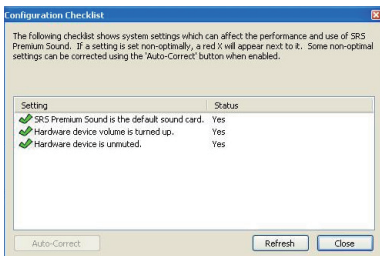 Configuration Checklist
The following checklist shows system settings which can affect the performance and use of SRS
Premium Sound. If a setting is set non-optimally, a red X will appear next to it. Some non-optimal
settings can be corrected using the 'Auto-Correct' button when enabled.
Setting Status
SRS Premium Sound is the default sound card. Yes
Hardware device volume is turned up. Yes
Hardware device is unmuted. Yes
Auto-Correct Refresh Close